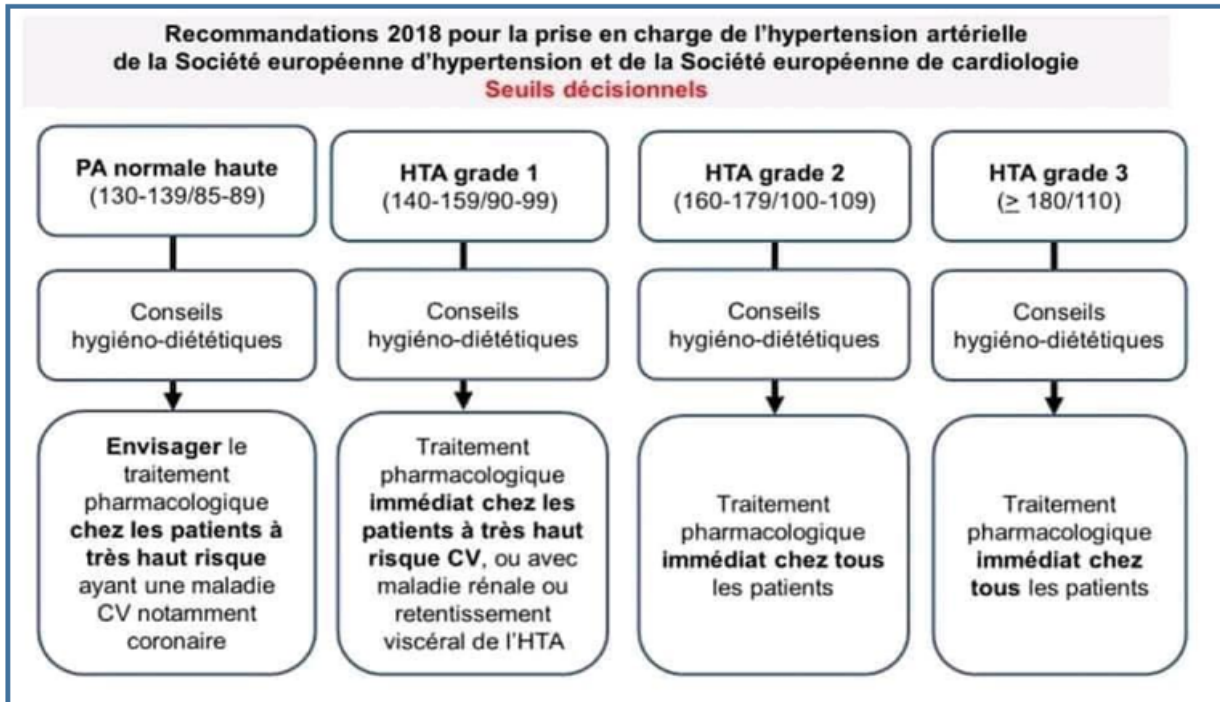 Recommandations 2018 pour la prise en charge de l'hypertension artérielle
de la Société européenne d'hypertension et de la Société européenne de cardiologie
Seuils décisionnels
PA normale haute
(130-139/85-89)
Conseils
hygiéno-diététiques
Envisager le
traitement
pharmacologique
chez les patients à
très haut risque
ayant une maladie
CV notamment
coronaire
HTA grade 1
(140-159/90-99)
Conseils
hygiéno-diététiques
Traitement
pharmacologique
immédiat chez les
patients à très haut
risque CV, ou avec
maladie rénale ou
retentissement
viscéral de l'HTA
HTA grade 2
(160-179/100-109)
Conseils
hygiéno-diététiques
Traitement
pharmacologique
immédiat chez tous
les patients
HTA grade 3
(≥ 180/110)
Conseils
hygiéno-diététiques
Traitement
pharmacologique
immédiat chez
tous les patients